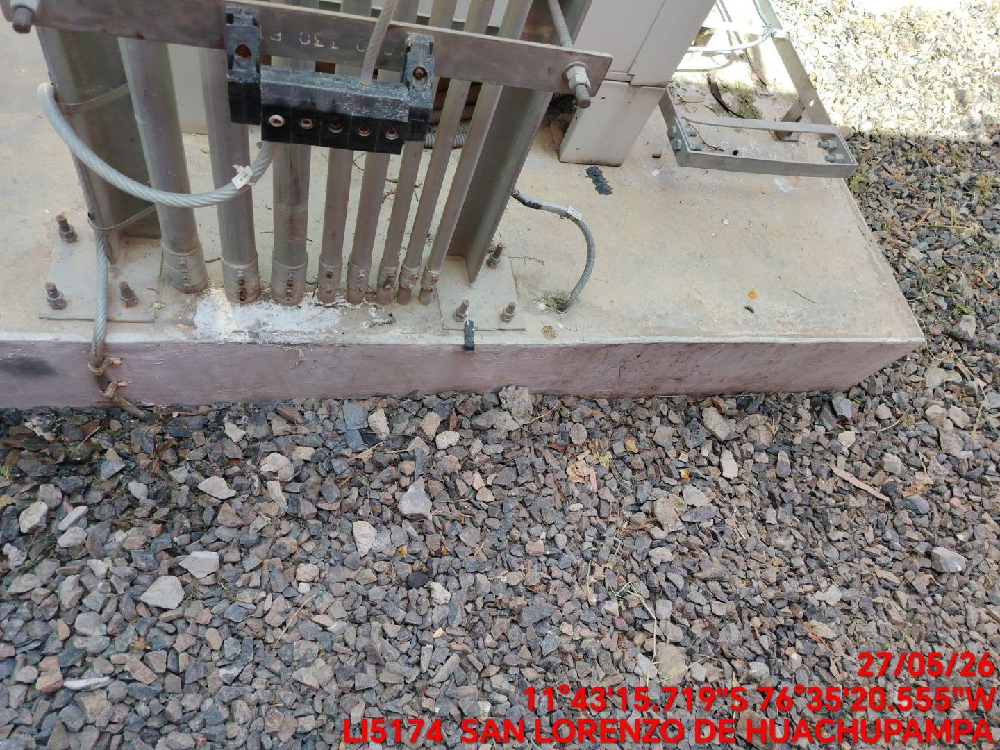 27/05/26
11°43'15.719"S 76°35'20.555"W
LI5174 SAN LORENZO DE HUACHUPAMPA